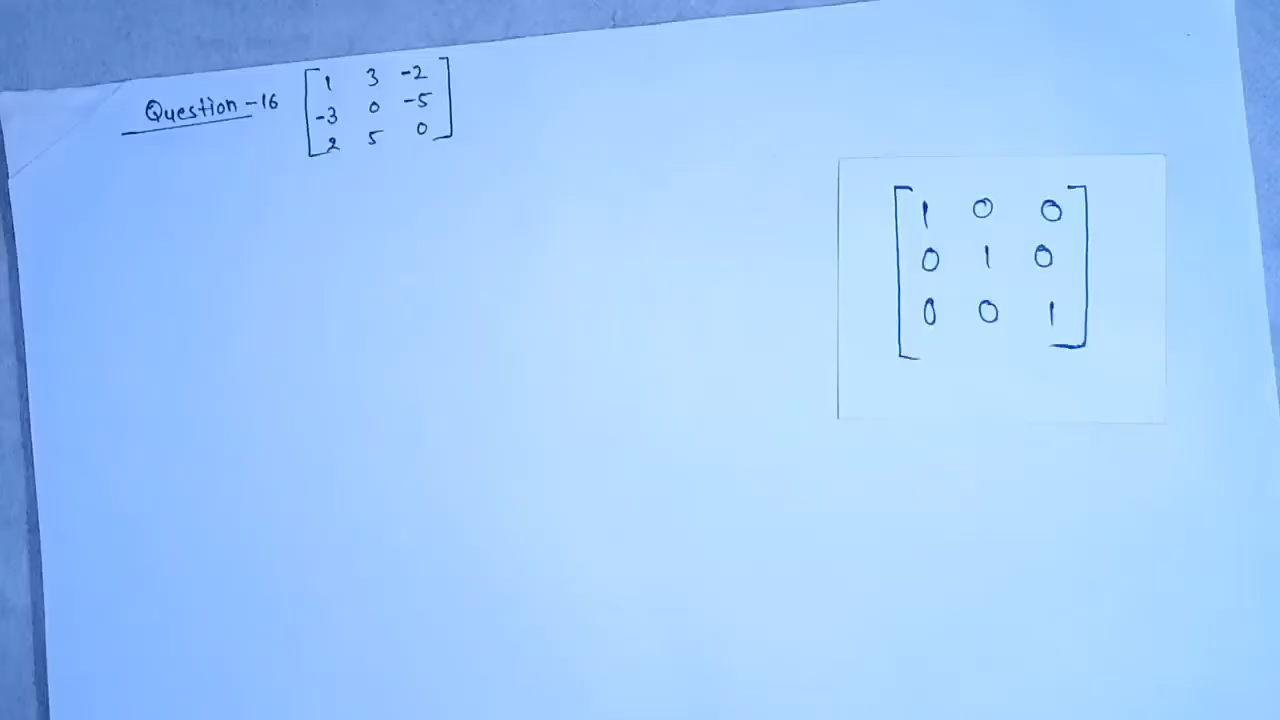 Question-16 [1 3 -2
-3 0 -5
2 5 0]
[1 0 0
0 1 0
0 0 1]